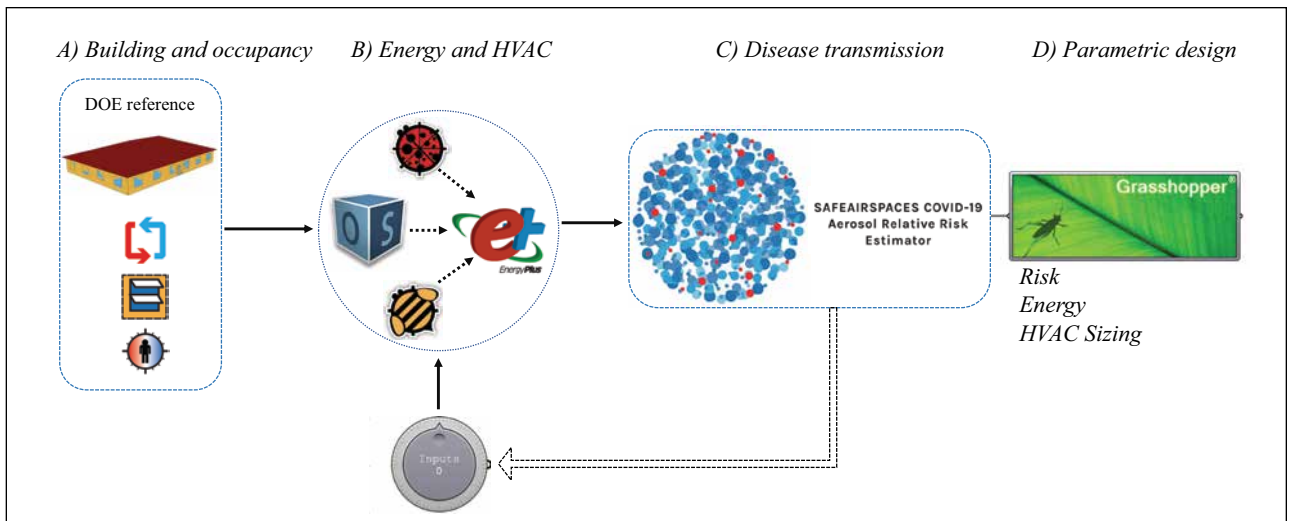 A) Building and occupancy
B) Energy and HVAC
C) Disease transmission
D) Parametric design
DOE reference
OS
e+
EnergyPlus
SAFEAIRSPACES COVID-19
Aerosol Relative Risk
Estimator
Grasshopper®
Risk
Energy
HVAC Sizing
Inputs
0